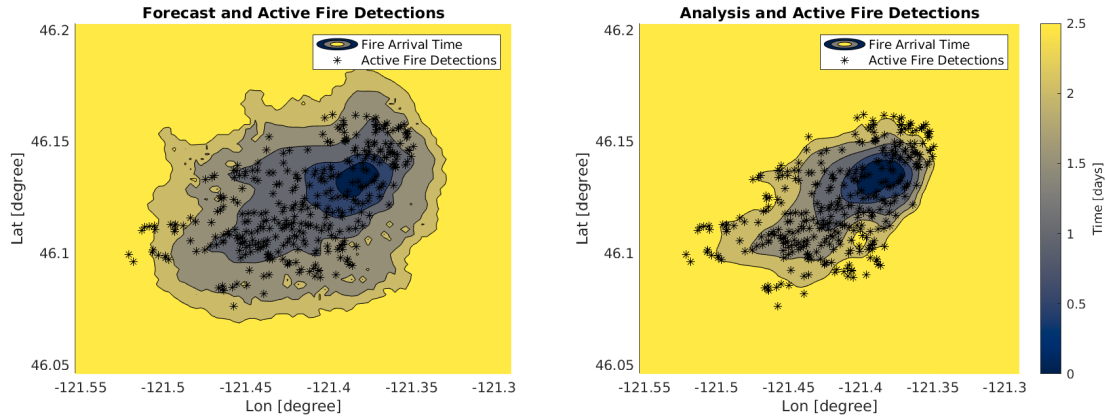 Forecast and Active Fire Detections
46.2
46.15
46.1
46.05
Lat [degree]
-121.55
-121.5
-121.45
-121.4
-121.35
-121.3
Lon [degree]
Fire Arrival Time
Active Fire Detections
Analysis and Active Fire Detections
46.2
46.15
46.1
46.05
Lat [degree]
-121.55
-121.5
-121.45
-121.4
-121.35
-121.3
Lon [degree]
Fire Arrival Time
Active Fire Detections
2.5
2
1.5
1
0.5
0
Time [days]